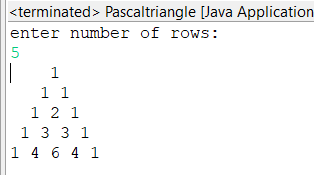 <terminated> Pascaltriangle [Java Application
enter number of rows:
5
    1
   1 1
  1 2 1
 1 3 3 1
1 4 6 4 1